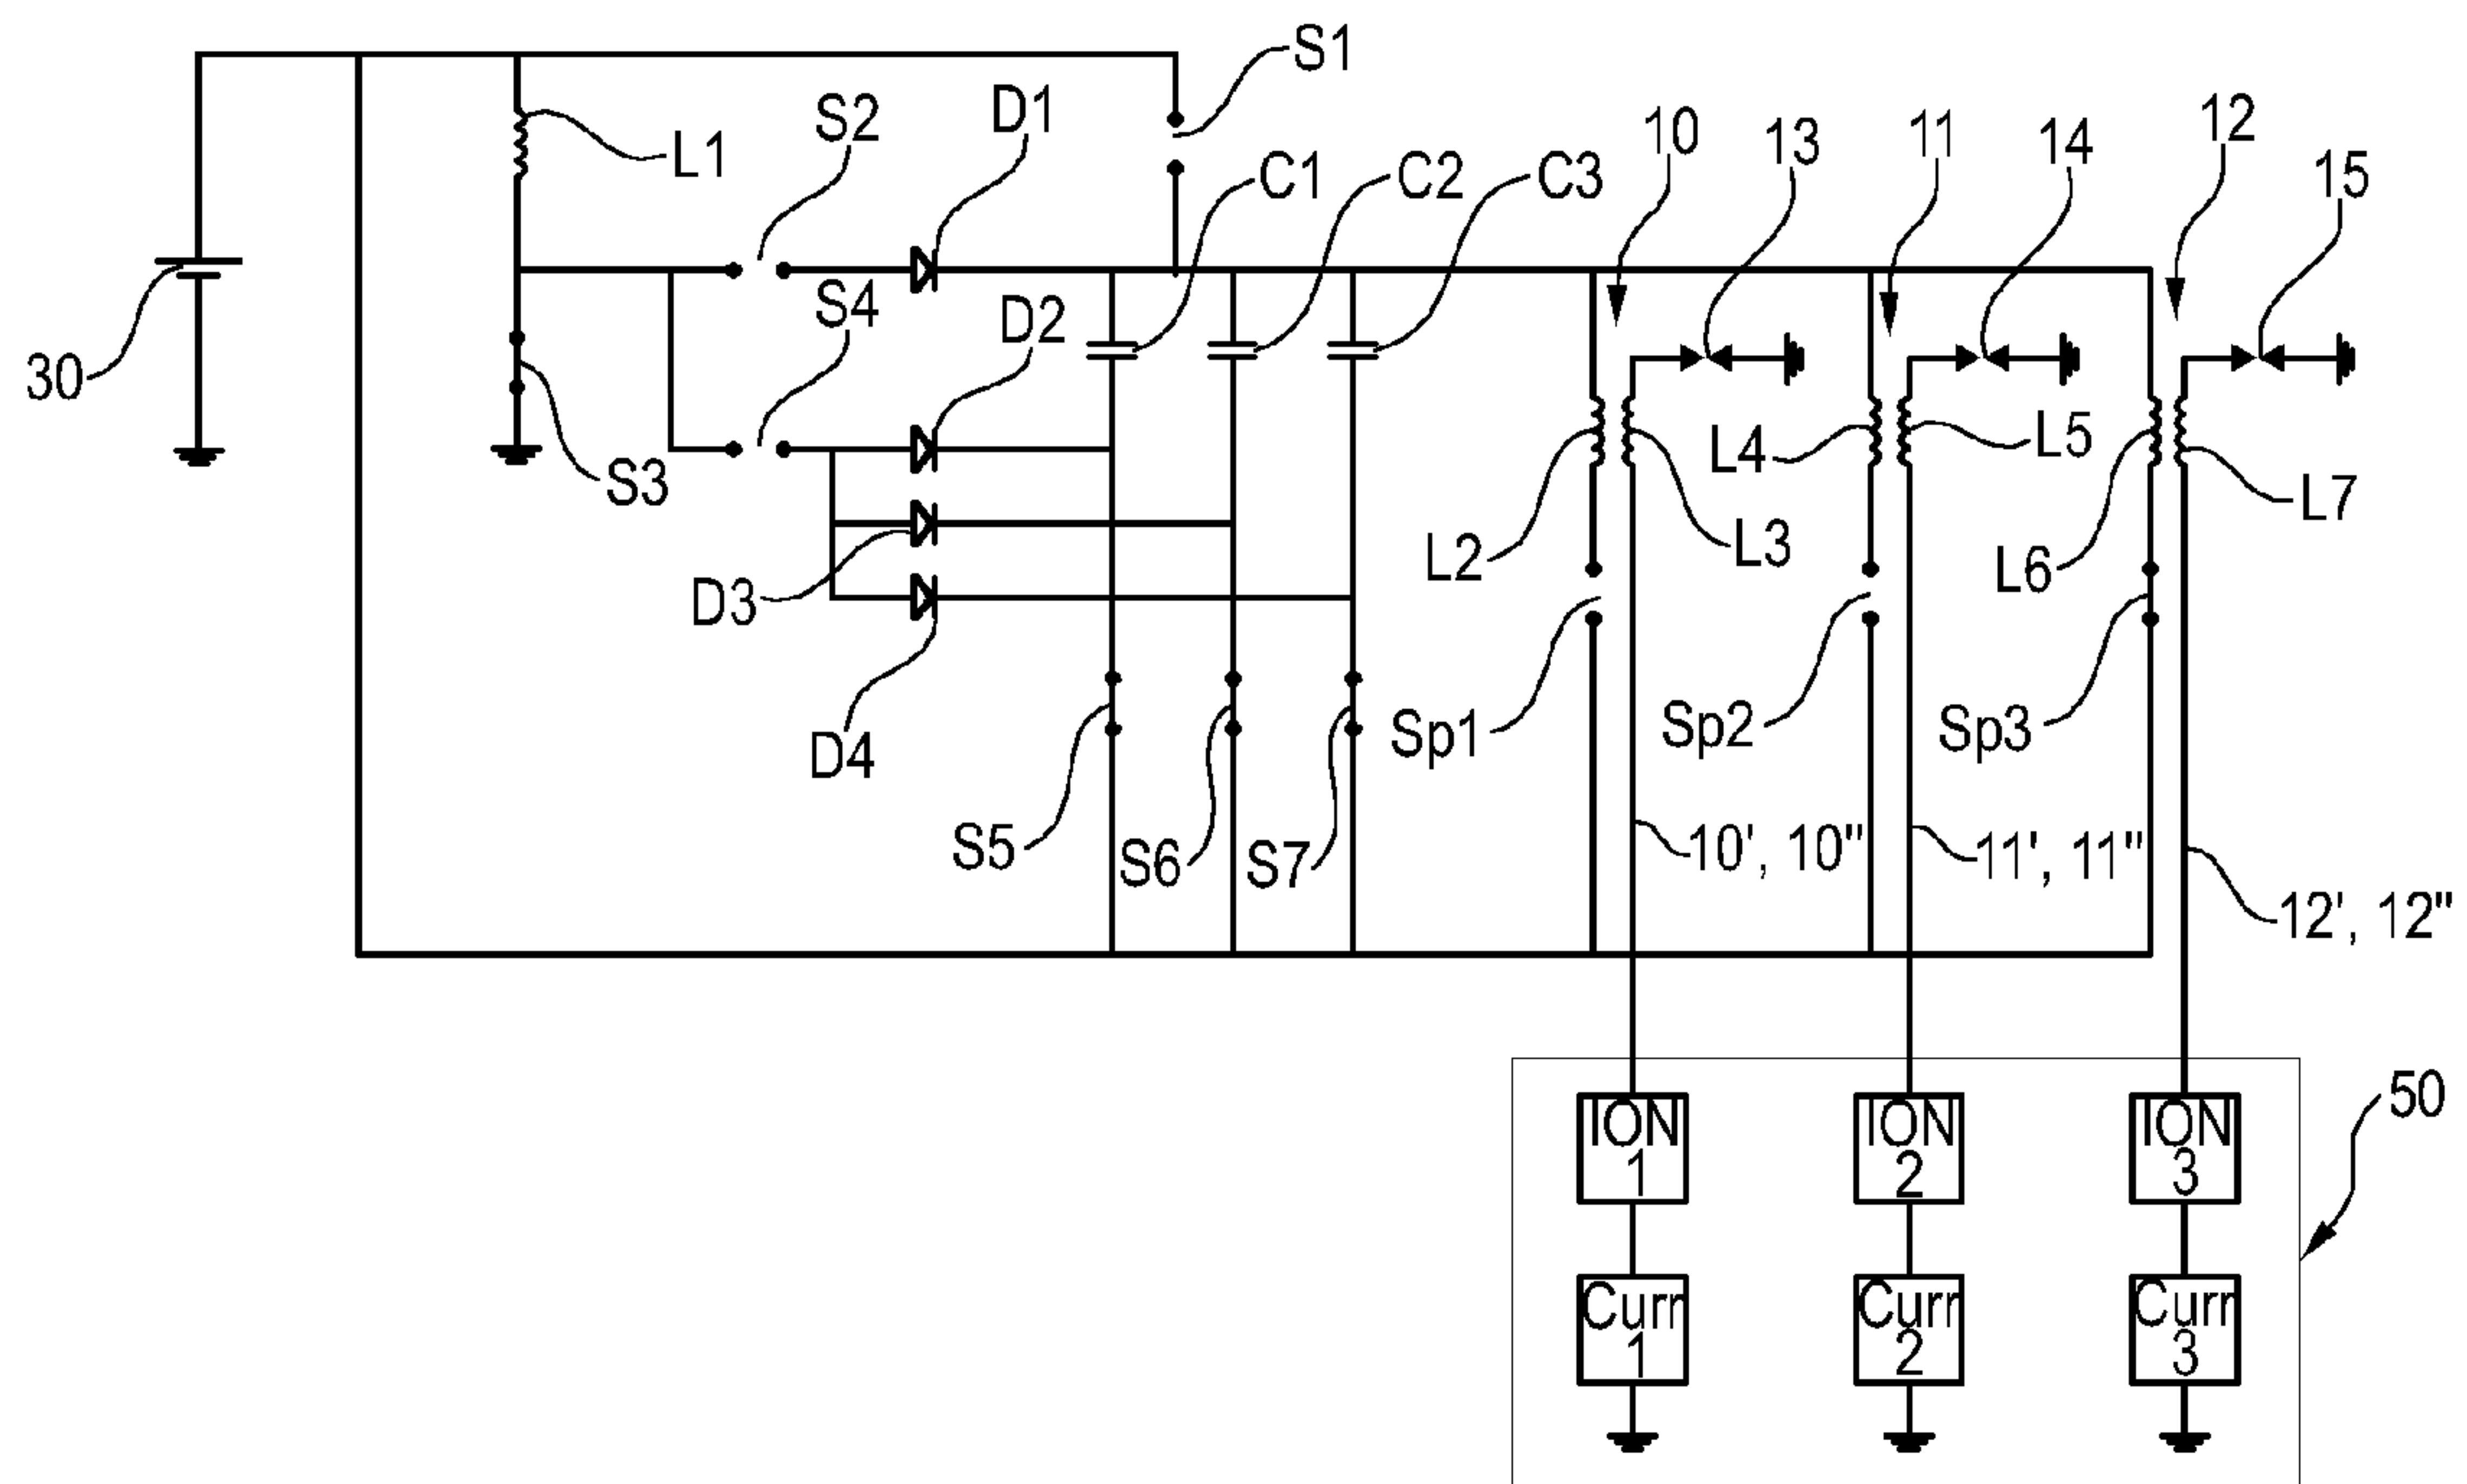 S1
S2
D1
L1
C1
C2
C3
10
13
11
14
12
15
S4
D2
30
S3
L4
L5
L7
L2
L3
L6
D3
D4
Sp1
Sp2
Sp3
S5
S6
S7
10', 10"
11', 11"
12', 12"
50
ION
1
ION
2
ION
3
Curr
1
Curr
2
Curr
3